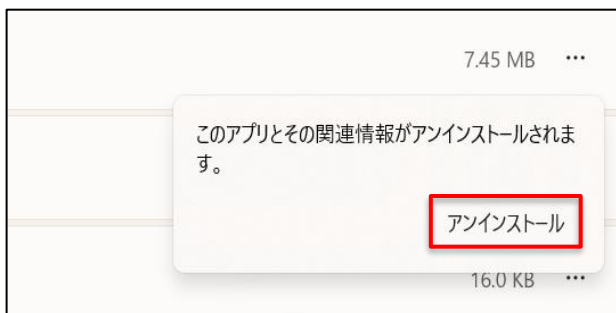 7.45 MB ···
このアプリとその関連情報がアンインストールされま
す。
アンインストール
16.0 KB ···